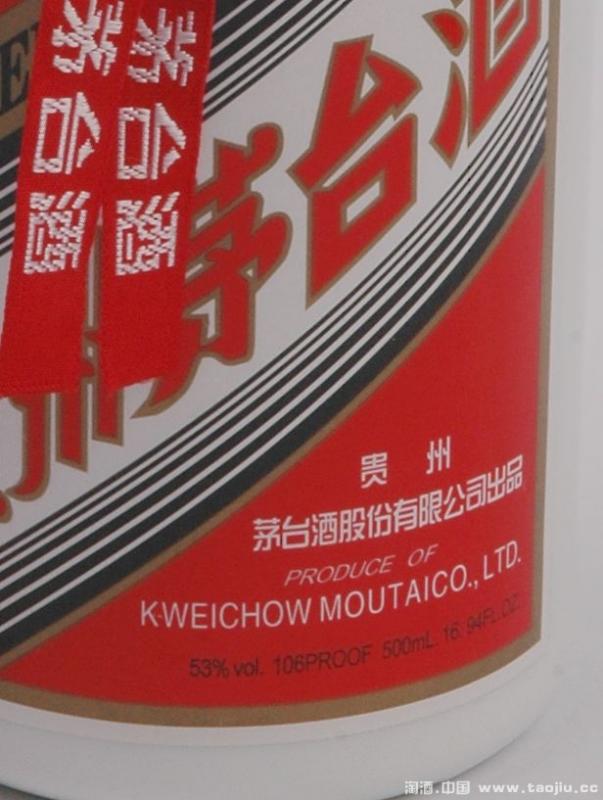 茅台酒
茅台酒
州茅台酒
贵州
茅台酒股份有限公司出品
PRODUCE OF
KWEICHOW MOUTAICO., LTD.
53% vol. 106PROOF 500mL. 16. 94FL.OZ.
淘酒.中国 www.taojiu.cc